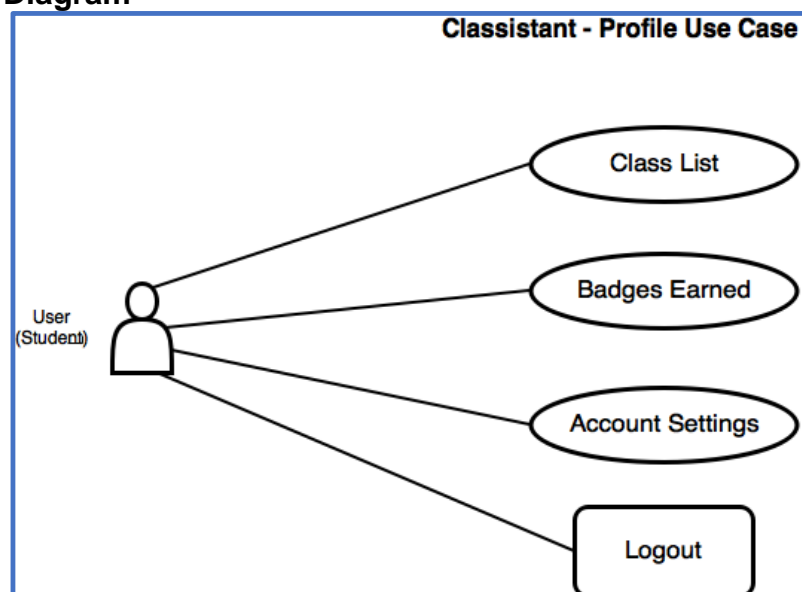 Diagram
Classistant - Profile Use Case
Class List
Badges Earned
User
(Student)
Account Settings
Logout